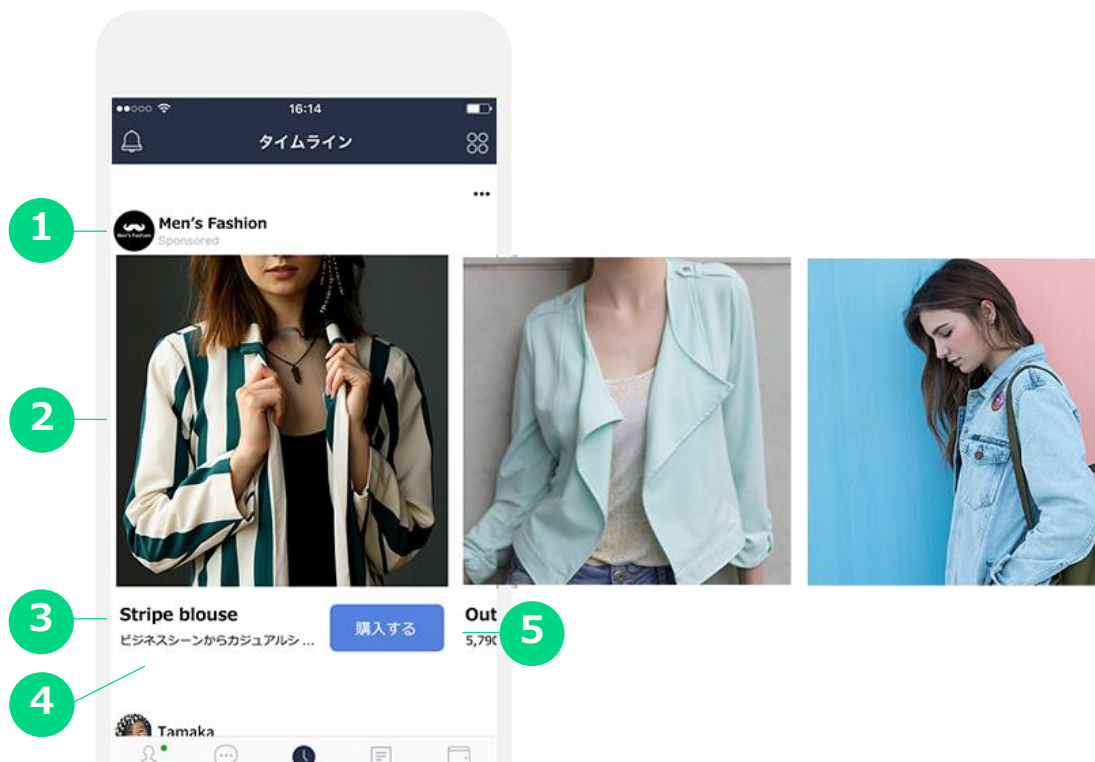 16:14
タイムライン
1
Men's Fashion
Men's Fashion
Sponsored
2
3
Stripe blouse
ビジネスシーンからカジュアルシ ...
購入する
Out
5,790
5
4
Tamaka